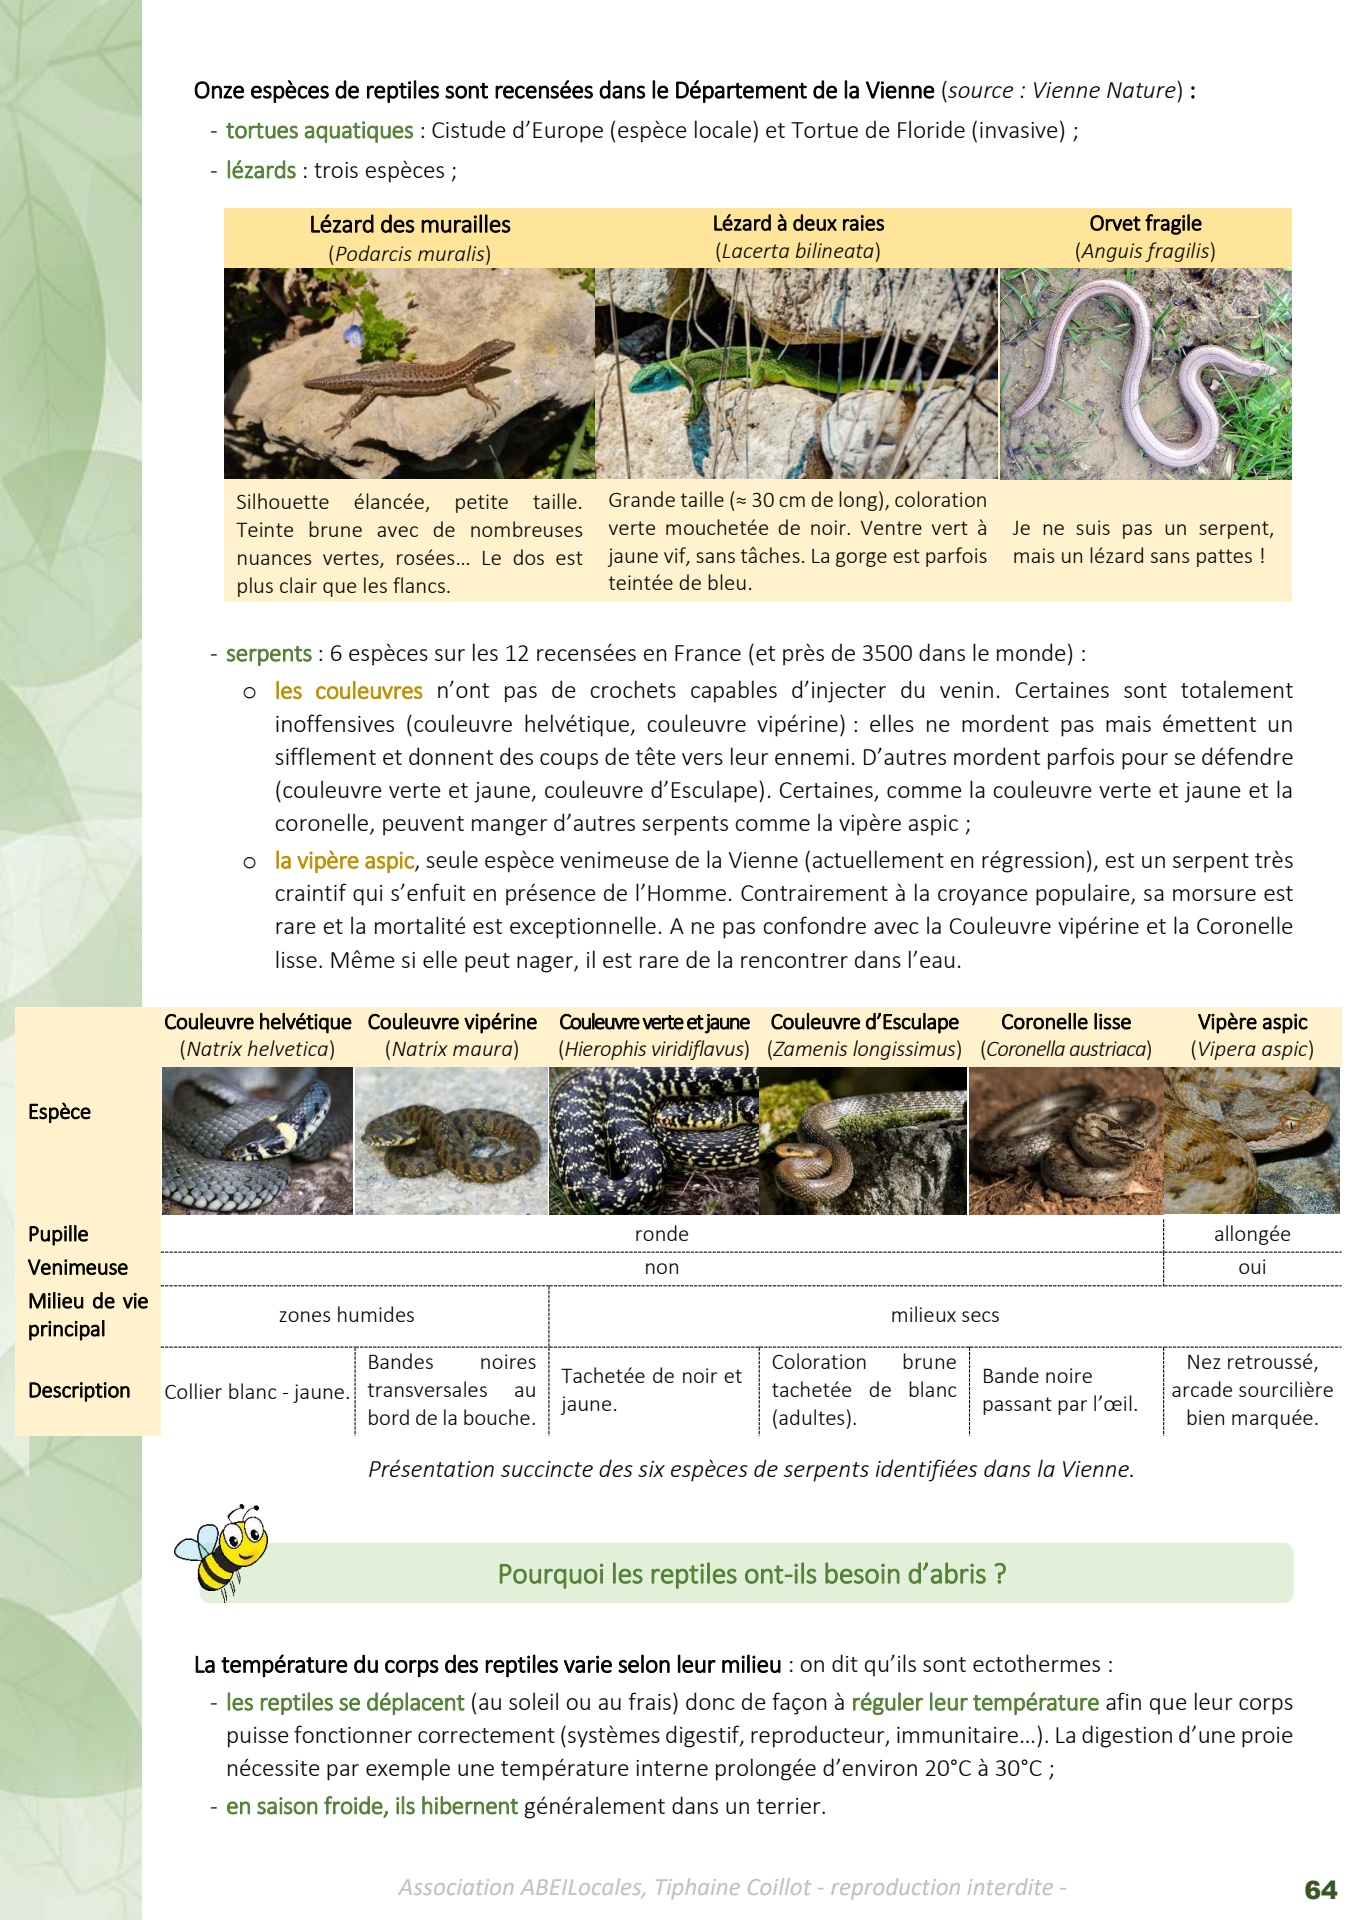 Onze espèces de reptiles sont recensées dans le Département de la Vienne (source : Vienne Nature) :
- tortues aquatiques : Cistude d’Europe (espèce locale) et Tortue de Floride (invasive) ;
- lézards : trois espèces ;
Lézard des murailles
(Podarcis muralis)
Lézard à deux raies
(Lacerta bilineata)
Orvet fragile
(Anguis fragilis)
Silhouette élancée, petite taille.
Teinte brune avec de nombreuses
nuances vertes, rosées... Le dos est
plus clair que les flancs.
Grande taille (≈ 30 cm de long), coloration
verte mouchetée de noir. Ventre vert à
jaune vif, sans tâches. La gorge est parfois
teintée de bleu.
Je ne suis pas un serpent,
mais un lézard sans pattes !
- serpents : 6 espèces sur les 12 recensées en France (et près de 3500 dans le monde) :
o les couleuvres n’ont pas de crochets capables d’injecter du venin. Certaines sont totalement
inoffensives (couleuvre helvétique, couleuvre vipérine) : elles ne mordent pas mais émettent un
sifflement et donnent des coups de tête vers leur ennemi. D’autres mordent parfois pour se défendre
(couleuvre verte et jaune, couleuvre d’Esculape). Certaines, comme la couleuvre verte et jaune et la
coronelle, peuvent manger d’autres serpents comme la vipère aspic ;
o la vipère aspic, seule espèce venimeuse de la Vienne (actuellement en régression), est un serpent très
craintif qui s’enfuit en présence de l’Homme. Contrairement à la croyance populaire, sa morsure est
rare et la mortalité est exceptionnelle. A ne pas confondre avec la Couleuvre vipérine et la Coronelle
lisse. Même si elle peut nager, il est rare de la rencontrer dans l’eau.
Espèce
Couleuvre helvétique
(Natrix helvetica)
Couleuvre vipérine
(Natrix maura)
Couleuvre verte et jaune
(Hierophis viridiflavus)
Couleuvre d’Esculape
(Zamenis longissimus)
Coronelle lisse
(Coronella austriaca)
Vipère aspic
(Vipera aspic)
Pupille
ronde
allongée
Venimeuse
non
oui
Milieu de vie
principal
zones humides
milieux secs
Description
Collier blanc - jaune.
Bandes noires
transversales au
bord de la bouche.
Tachetée de noir et
jaune.
Coloration brune
tachetée de blanc
(adultes).
Bande noire
passant par l’œil.
Nez retroussé,
arcade sourcilière
bien marquée.
Présentation succincte des six espèces de serpents identifiées dans la Vienne.
Pourquoi les reptiles ont-ils besoin d’abris ?
La température du corps des reptiles varie selon leur milieu : on dit qu’ils sont ectothermes :
- les reptiles se déplacent (au soleil ou au frais) donc de façon à réguler leur température afin que leur corps
puisse fonctionner correctement (systèmes digestif, reproducteur, immunitaire...). La digestion d’une proie
nécessite par exemple une température interne prolongée d’environ 20°C à 30°C ;
- en saison froide, ils hibernent généralement dans un terrier.
Association ABEILocales, Tiphaine Coillot - reproduction interdite -
64